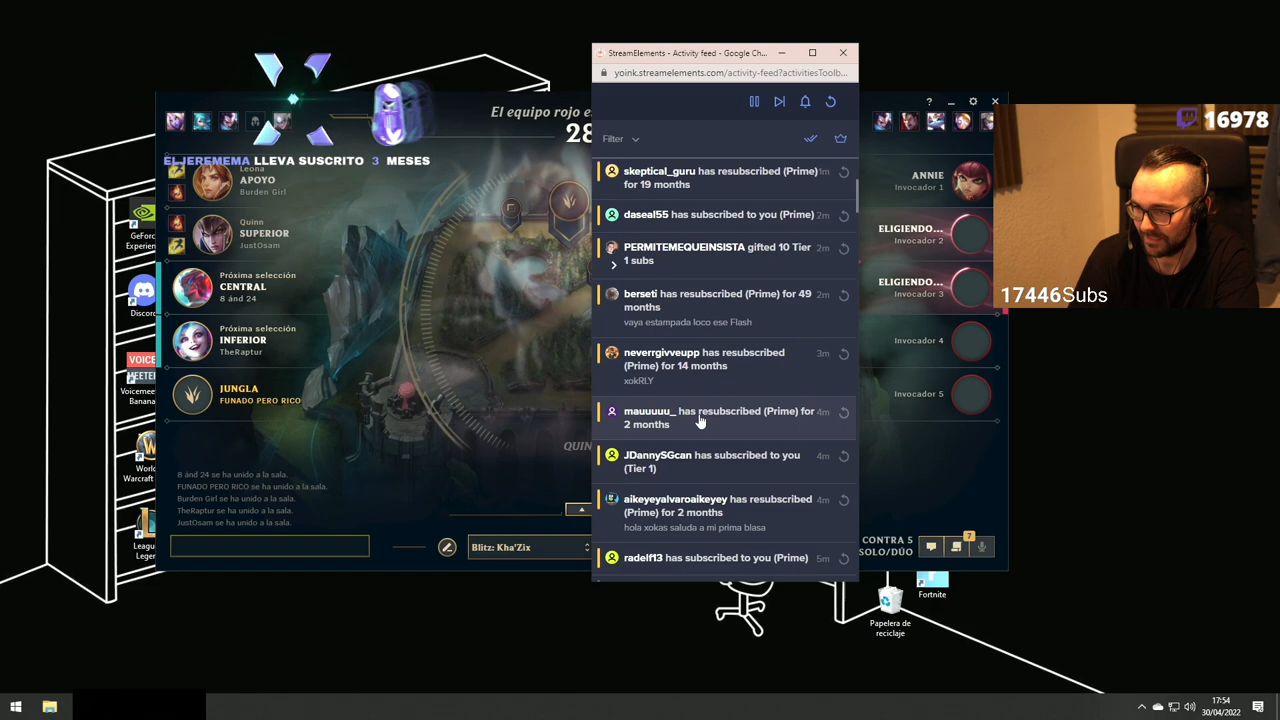 StreamElements - Activity feed - Google Ch...
yoink.streamelements.com/activity-feed?activitiesToolb...
Filter
skeptical_guru has resubscribed (Prime) 1m
for 19 months
daseal55 has subscribed to you (Prime) 2m
PERMITEMEQUEINSISTA gifted 10 Tier 2m
1 subs
berseti has resubscribed (Prime) for 49 2m
months
vaya estampada loco ese Flash
neverrgivveupp has resubscribed 3m
(Prime) for 14 months
xokRLY
mauuuuu_ has resubscribed (Prime) for 4m
2 months
JDannySGcan has subscribed to you 4m
(Tier 1)
aikeyeyalvaroaikeyey has resubscribed 4m
(Prime) for 2 months
hola xokas saluda a mi prima blasa
radelf13 has subscribed to you (Prime) 5m
El equipo rojo e
28
ELJEREMEMA LLEVA SUSCRITO 3 MESES
Leona
APOYO
Burden Girl
Quinn
SUPERIOR
JustOsam
Próxima selección
CENTRAL
8 ánd 24
Próxima selección
INFERIOR
TheRaptur
JUNGLA
FUNADO PERO RICO
QUIN
8 ánd 24 se ha unido a la sala.
FUNADO PERO RICO se ha unido a la sala.
Burden Girl se ha unido a la sala.
TheRaptur se ha unido a la sala.
JustOsam se ha unido a la sala.
Blitz: Kha'Zix
?
ANNIE
Invocador 1
ELIGIENDO...
Invocador 2
ELIGIENDO...
Invocador 3
Invocador 4
Invocador 5
CONTRA 5
SOLO/DÚO
7
16978
17446Subs
GeForce
Experien...
Discord
VOICE
MEETER
Voicemeeter
Banana
World
Warcraft
Leagu
Legen
Fortnite
Papelera de
reciclaje
17:54
30/04/2022